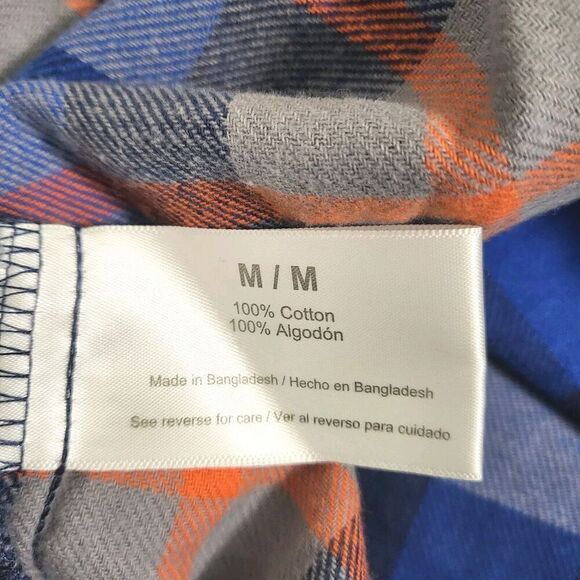 M / M
100% Cotton
100% Algodón
Made in Bangladesh / Hecho en Bangladesh
See reverse for care / Ver al reverso para cuidado